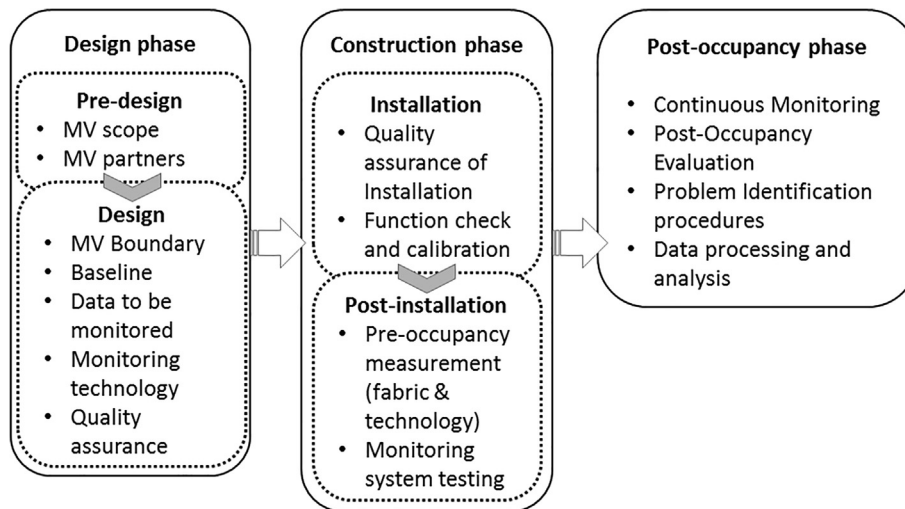 Design phase
Pre-design
• MV scope
• MV partners
Design
• MV Boundary
• Baseline
• Data to be
monitored
• Monitoring
technology
• Quality
assurance
Construction phase
Installation
• Quality
assurance of
Installation
• Function check
and calibration
Post-installation
• Pre-occupancy
measurement
(fabric &
technology)
• Monitoring
system testing
Post-occupancy phase
• Continuous Monitoring
• Post-Occupancy
Evaluation
• Problem Identification
procedures
• Data processing and
analysis